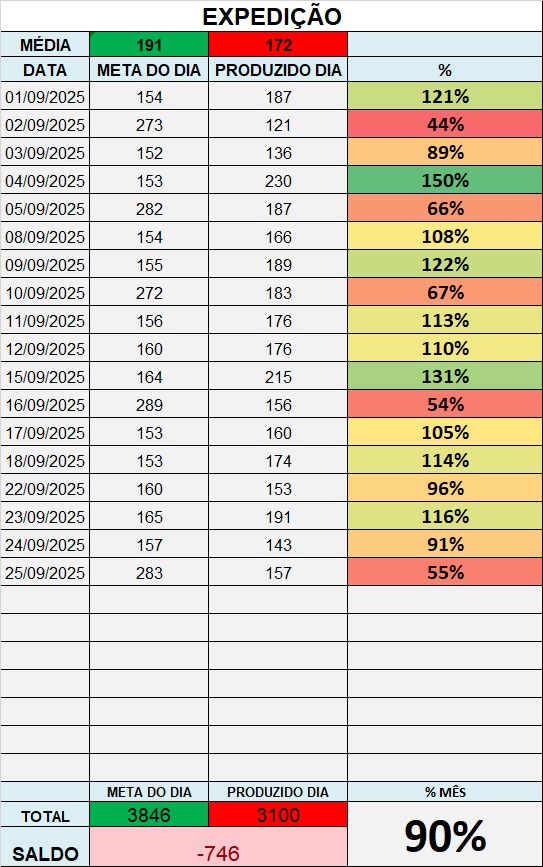 EXPEDIÇÃO
MÉDIA 191 172
DATA META DO DIA PRODUZIDO DIA %
01/09/2025 154 187 121%
02/09/2025 273 121 44%
03/09/2025 152 136 89%
04/09/2025 153 230 150%
05/09/2025 282 187 66%
08/09/2025 154 166 108%
09/09/2025 155 189 122%
10/09/2025 272 183 67%
11/09/2025 156 176 113%
12/09/2025 160 176 110%
15/09/2025 164 215 131%
16/09/2025 289 156 54%
17/09/2025 153 160 105%
18/09/2025 153 174 114%
22/09/2025 160 153 96%
23/09/2025 165 191 116%
24/09/2025 157 143 91%
25/09/2025 283 157 55%
META DO DIA PRODUZIDO DIA % MÊS
TOTAL 3846 3100 90%
SALDO -746